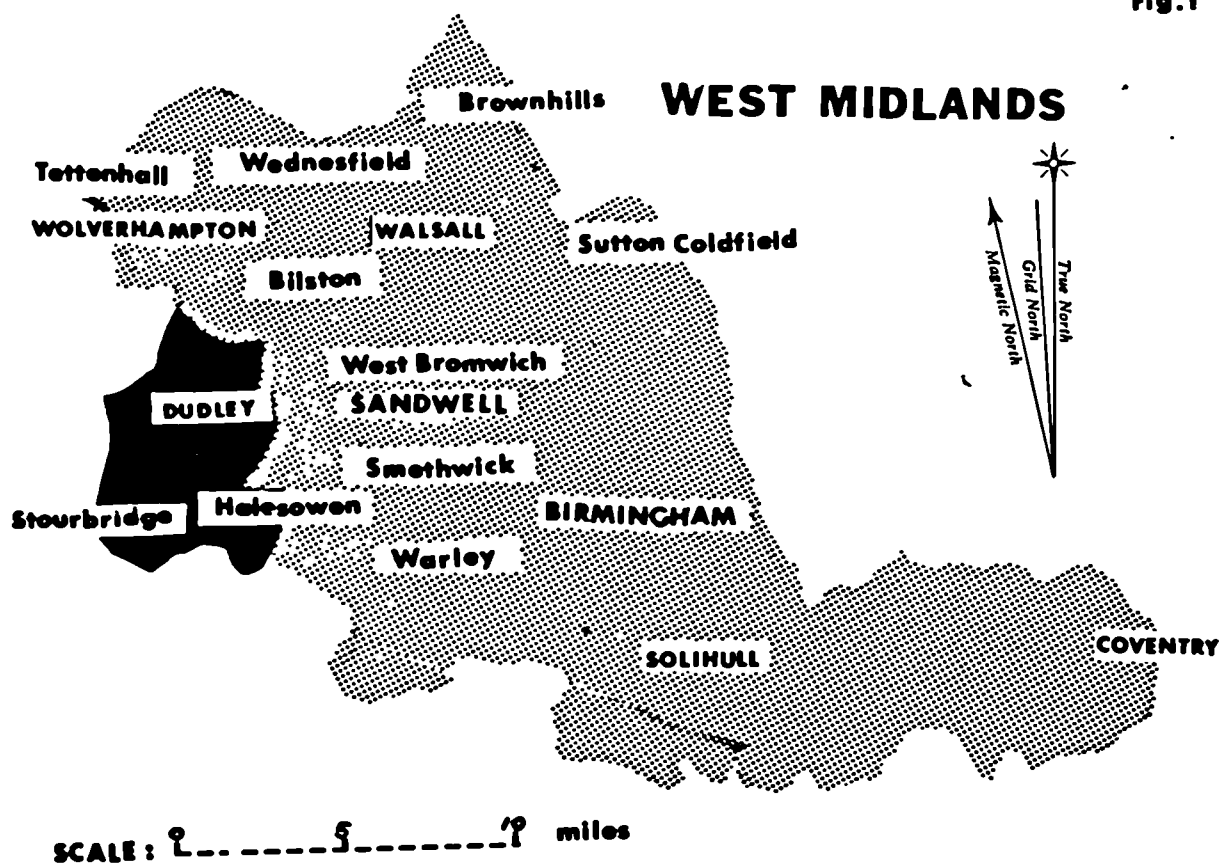 Fig.1
WEST MIDLANDS
Brownhills
Wednesfield
Tettenhall
WOLVERHAMPTON
WALSALL
Sutton Coldfield
Bilston
True North
Grid North
Magnetic North
West Bromwich
DUDLEY
SANDWELL
Smethwick
Stourbridge
Halesowen
BIRMINGHAM
Warley
SOLIHULL
COVENTRY
SCALE: 0 5 10 miles